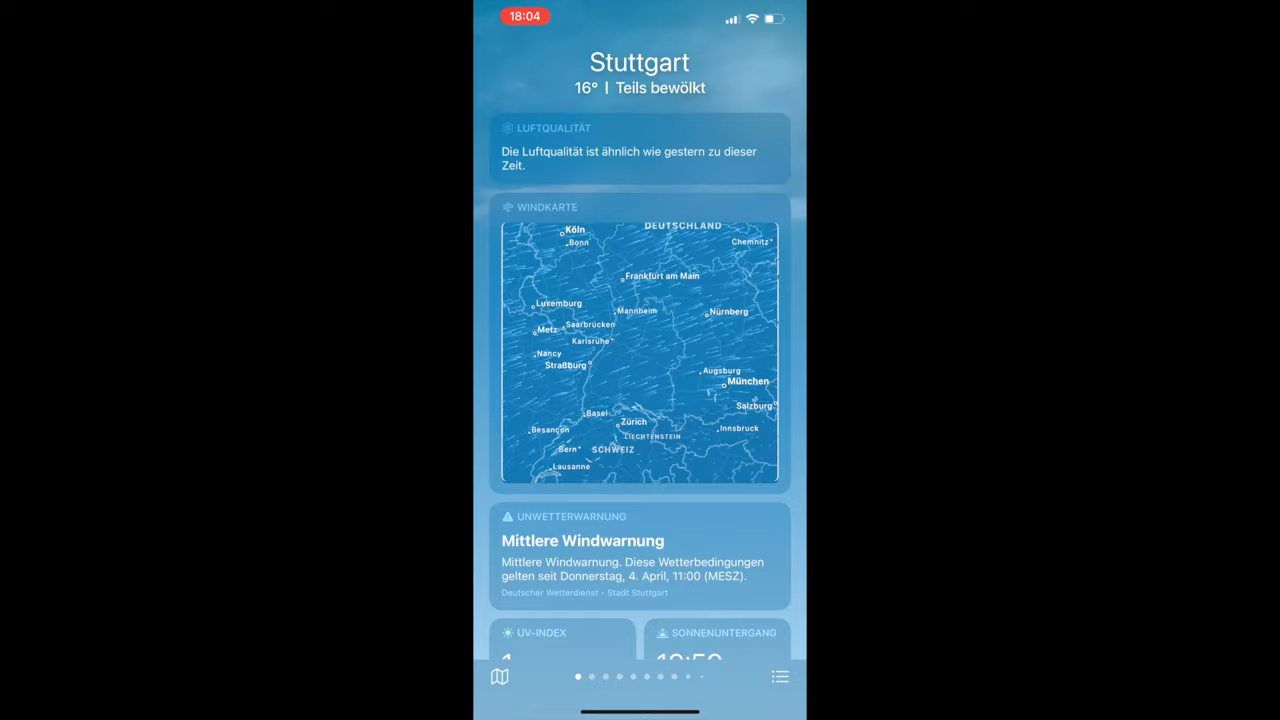 18:04
Stuttgart
16° | Teils bewölkt
LUFTQUALITÄT
Die Luftqualität ist ähnlich wie gestern zu dieser
Zeit.
WINDKARTE
DEUTSCHLAND
Köln
Bonn
Chemnitz
Frankfurt am Main
Luxemburg
Mannheim
Nürnberg
Saarbrücken
Metz
Karlsruhe
Nancy
Straßburg
Augsburg
München
Salzburg
Basel
Zürich
Innsbruck
Besançon
LIECHTENSTEIN
Bern
SCHWEIZ
Lausanne
UNWETTERWARNUNG
Mittlere Windwarnung
Mittlere Windwarnung. Diese Wetterbedingungen
gelten seit Donnerstag, 4. April, 11:00 (MESZ).
Deutscher Wetterdienst • Stadt Stuttgart
UV-INDEX
SONNENUNTERGANG